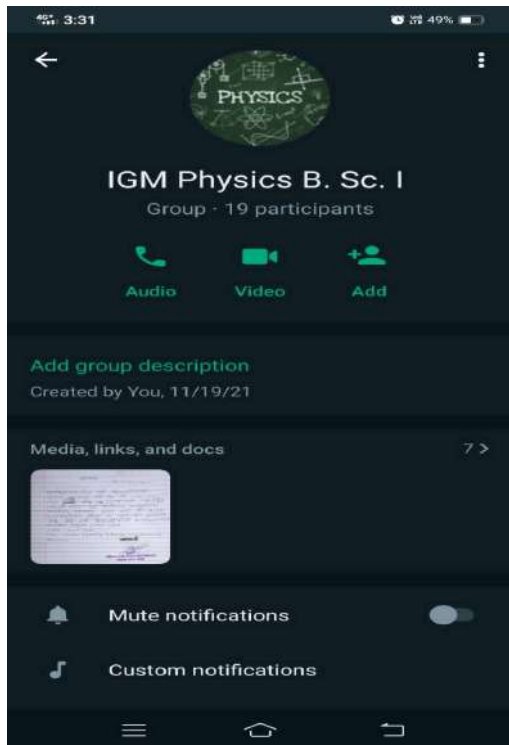 3:31 49%
PHYSICS
IGM Physics B. Sc. I
Group · 19 participants
Audio Video Add
Add group description
Created by You, 11/19/21
Media, links, and docs 7 >
Mute notifications
Custom notifications